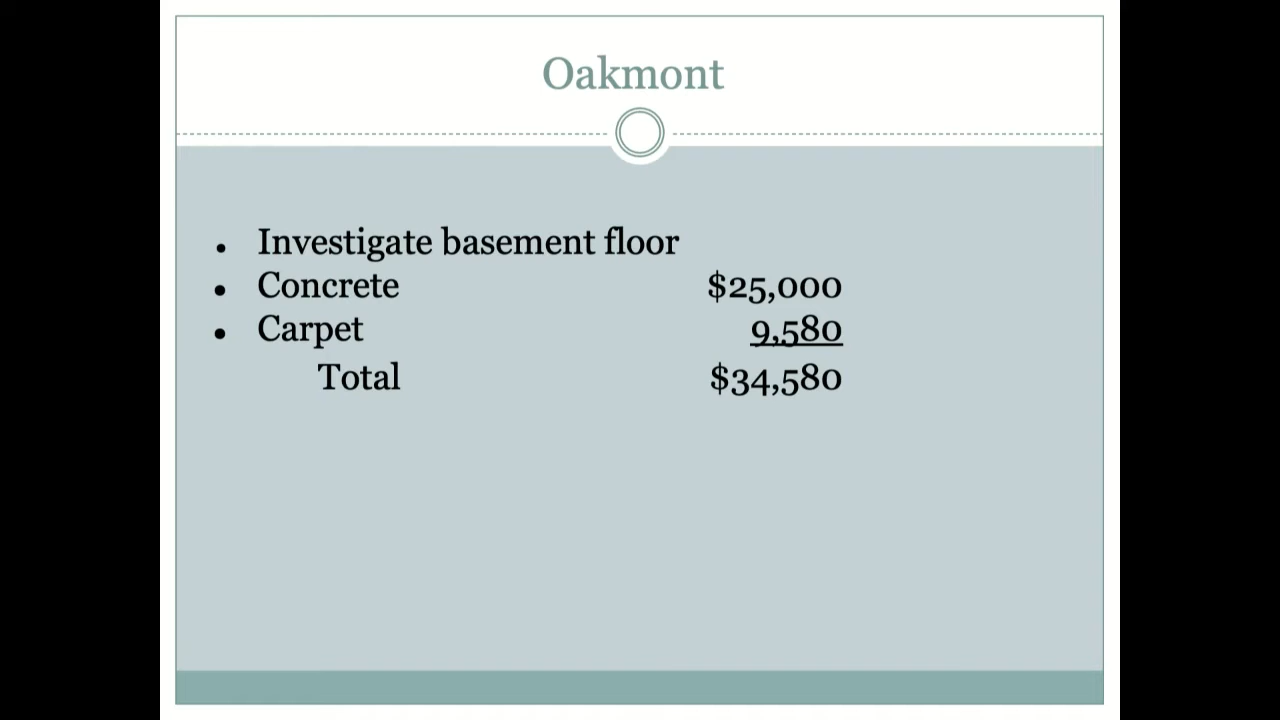 Oakmont
• Investigate basement floor
• Concrete $25,000
• Carpet 9,580
Total $34,580